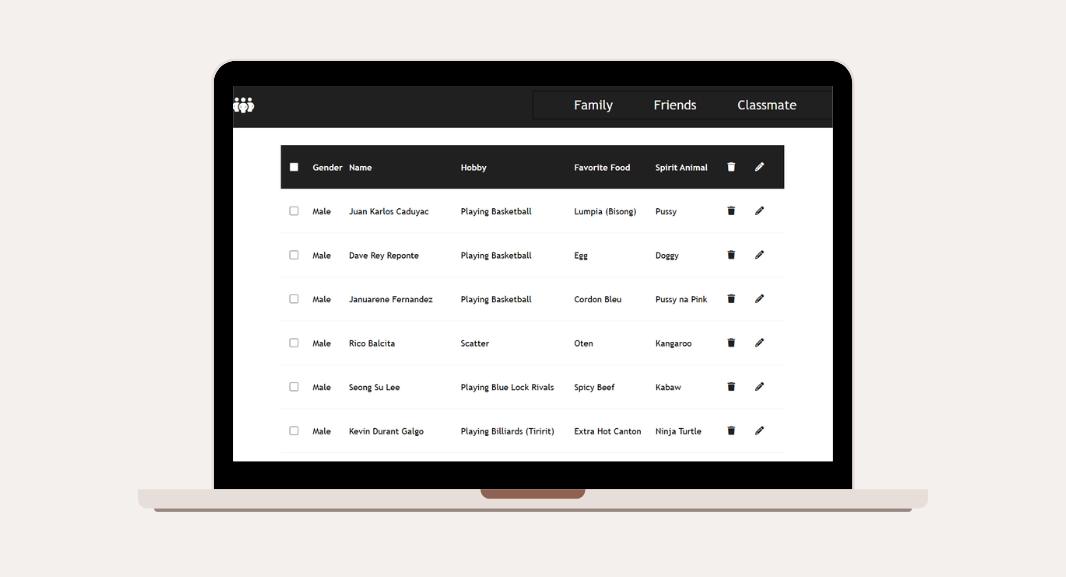 Family Friends Classmate
Gender Name Hobby Favorite Food Spirit Animal
Male Juan Karlos Caduyac Playing Basketball Lumpia (Bisong) Pussy
Male Dave Rey Reponte Playing Basketball Egg Doggy
Male Januarene Fernandez Playing Basketball Cordon Bleu Pussy na Pink
Male Rico Balcita Scatter Oten Kangaroo
Male Seong Su Lee Playing Blue Lock Rivals Spicy Beef Kabaw
Male Kevin Durant Galgo Playing Billiards (Tiririt) Extra Hot Canton Ninja Turtle